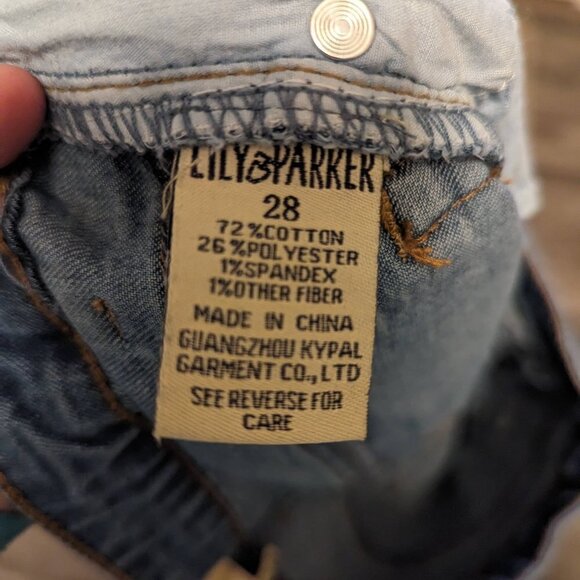 LILY & PARKER
28
72%COTTON
26%POLYESTER
1%SPANDEX
1%OTHER FIBER
MADE IN CHINA
GUANGZHOU KYPAL
GARMENT CO., LTD
SEE REVERSE FOR
CARE